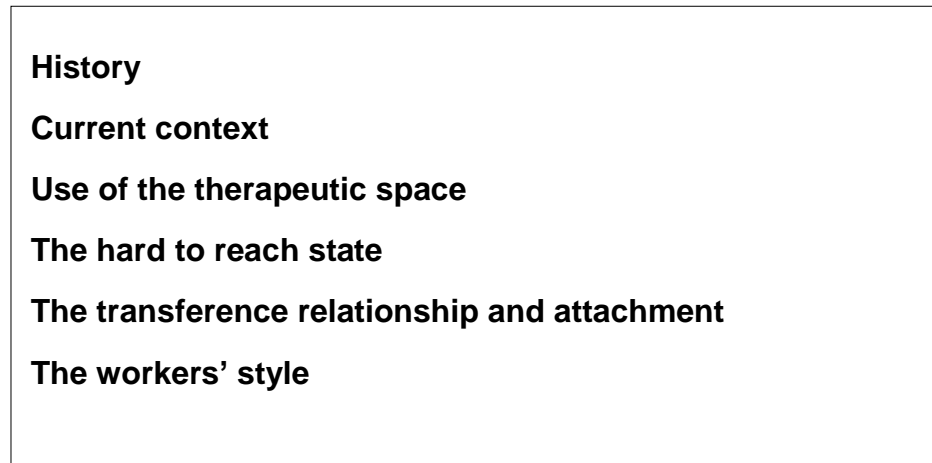 History
Current context
Use of the therapeutic space
The hard to reach state
The transference relationship and attachment
The workers’ style